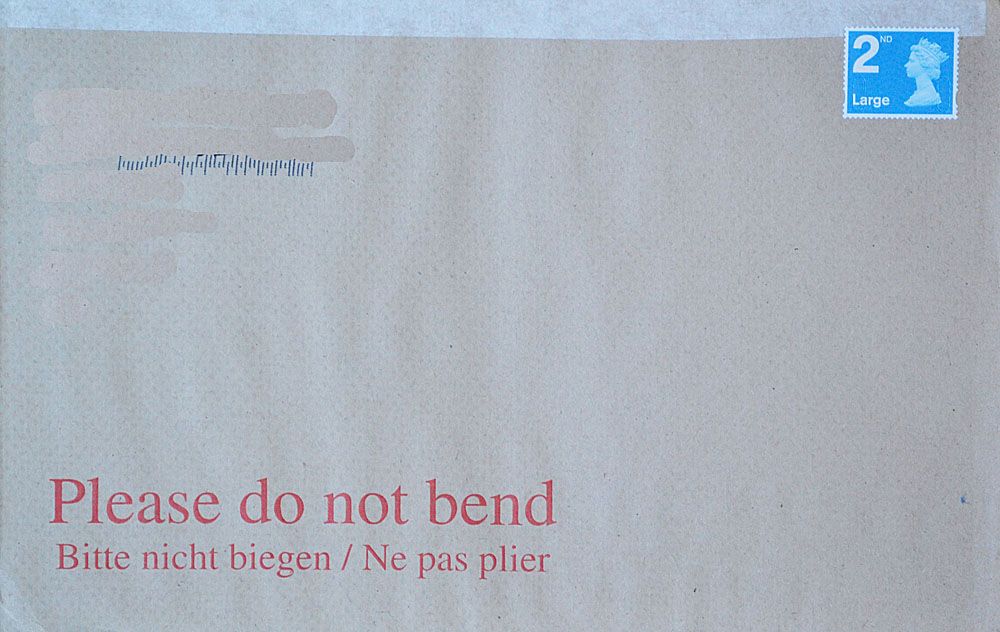 2ND
Large
Please do not bend
Bitte nicht biegen / Ne pas plier